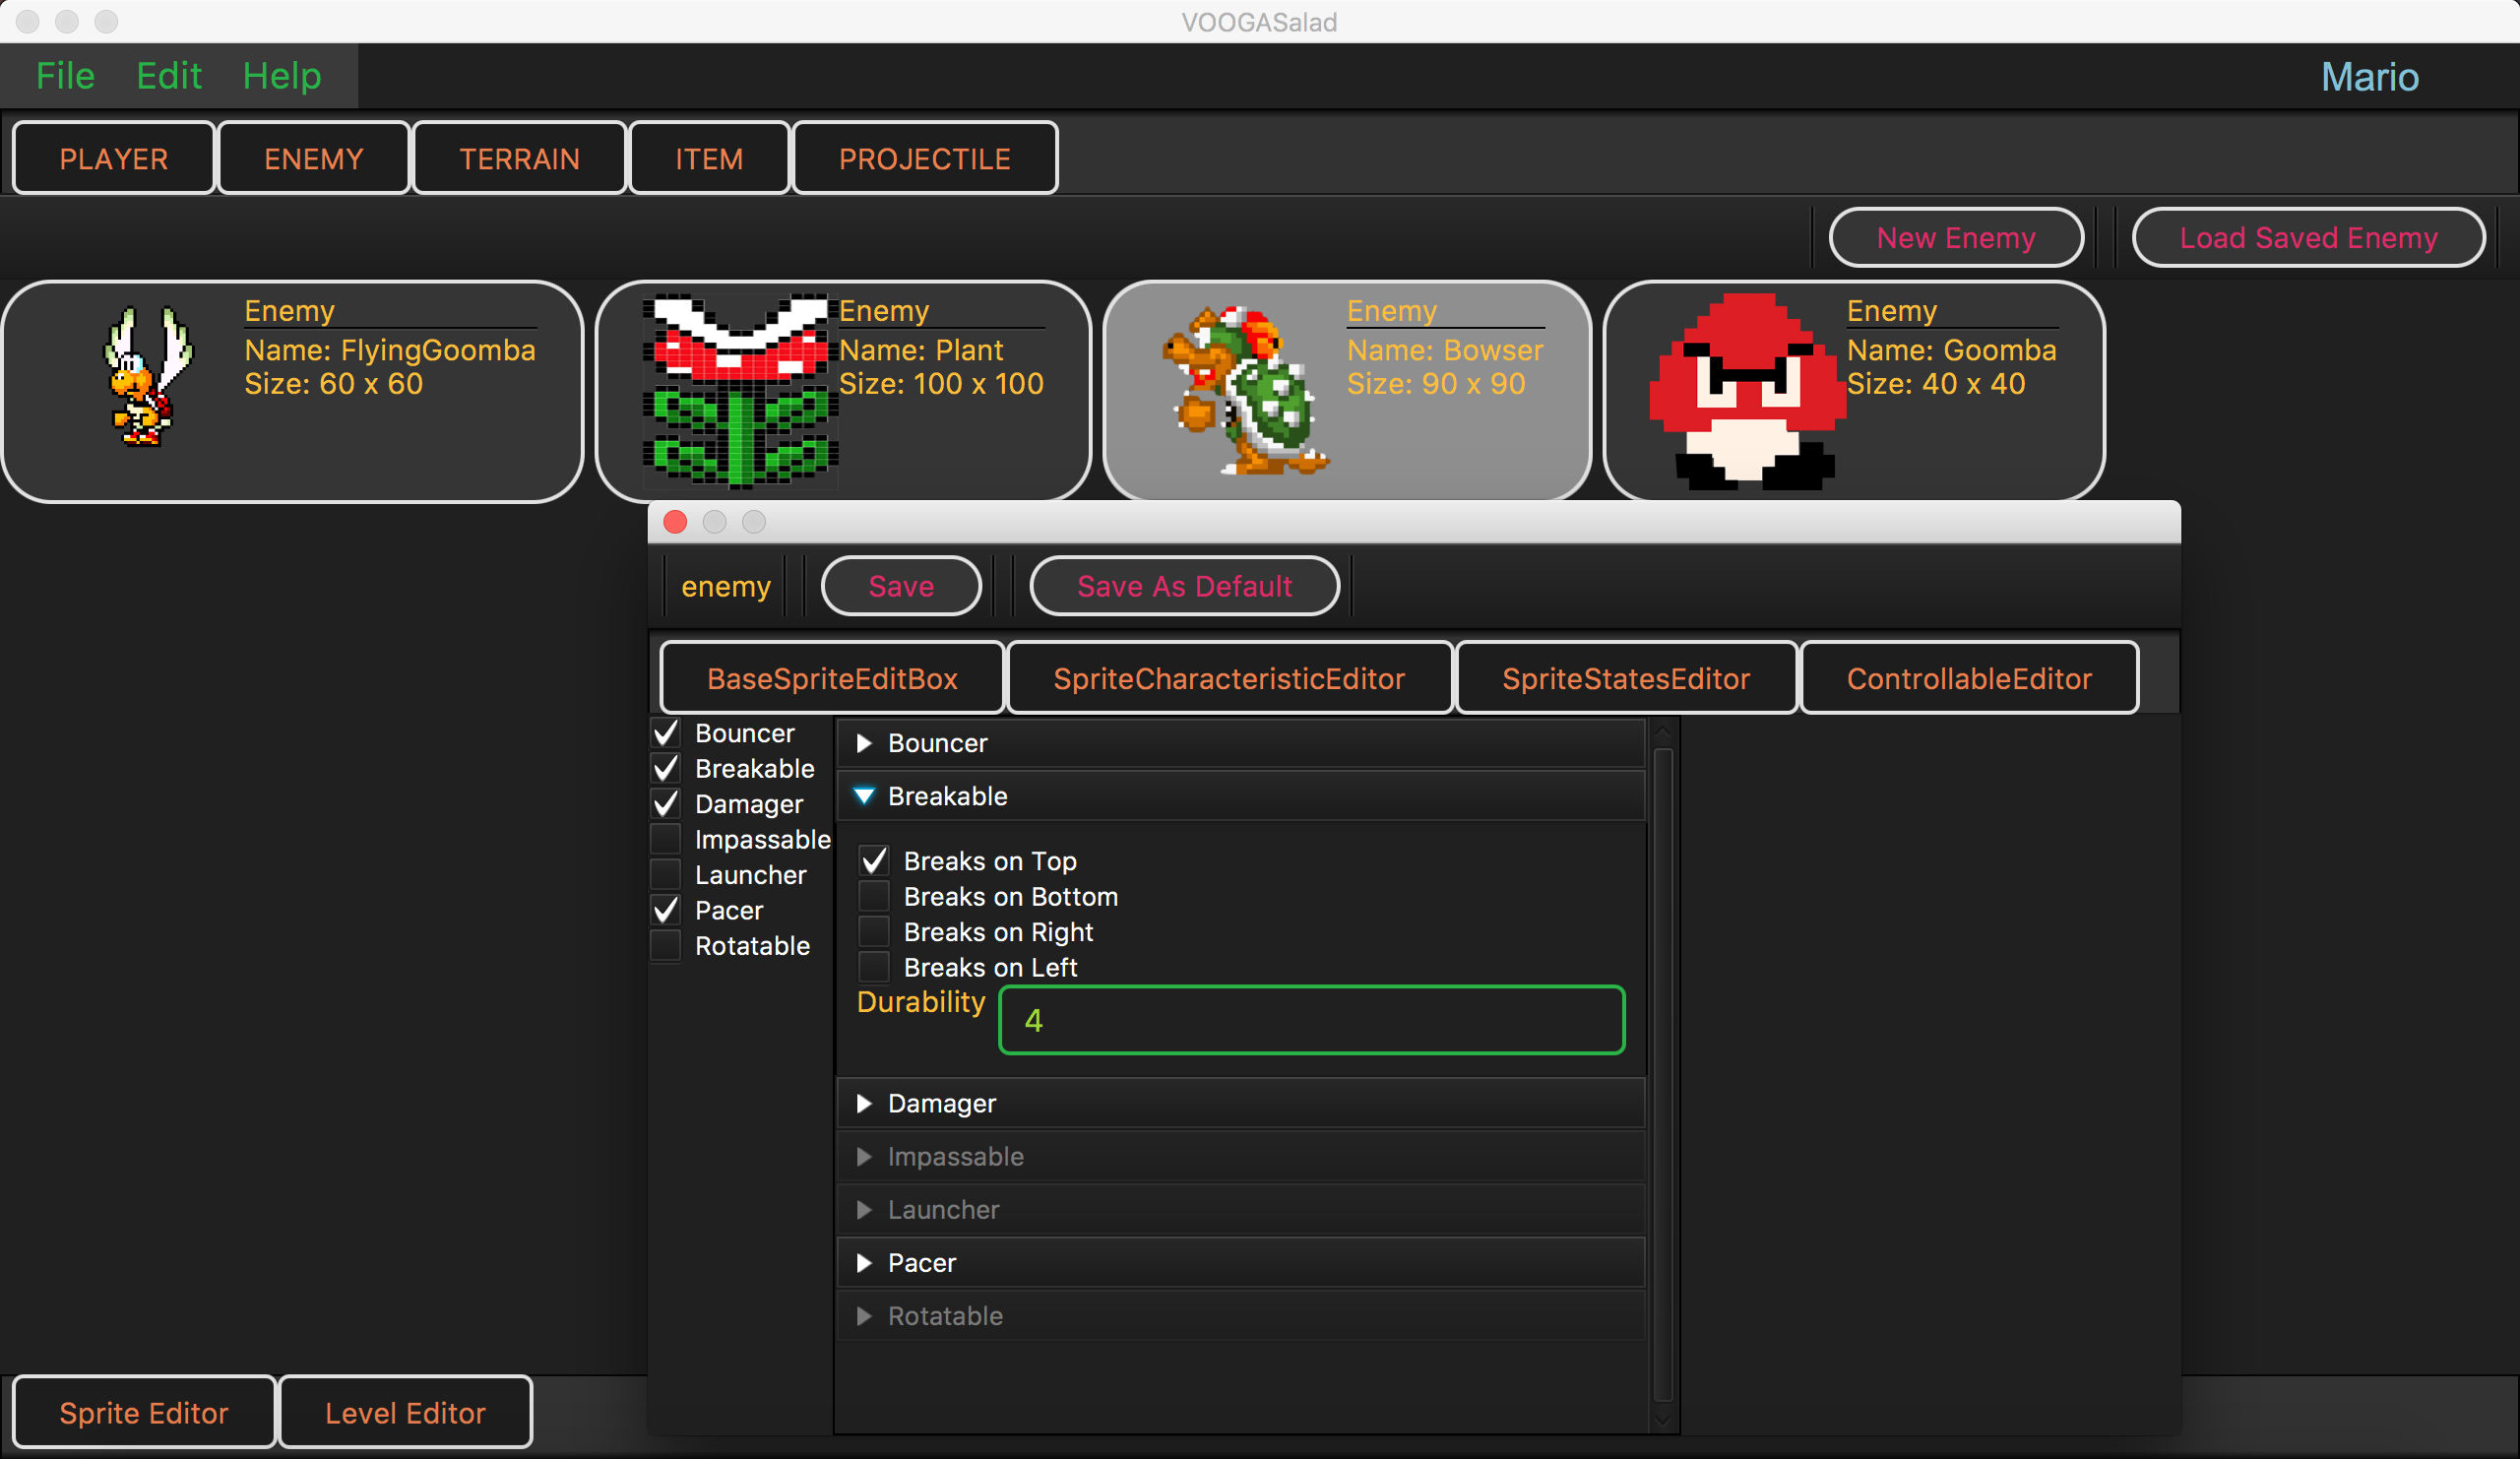 VOOGASalad
File Edit Help Mario
PLAYER ENEMY TERRAIN ITEM PROJECTILE
New Enemy Load Saved Enemy
Enemy
Name: FlyingGoomba
Size: 60 x 60
Enemy
Name: Plant
Size: 100 x 100
Enemy
Name: Bowser
Size: 90 x 90
Enemy
Name: Goomba
Size: 40 x 40
enemy Save Save As Default
BaseSpriteEditBox SpriteCharacteristicEditor SpriteStatesEditor ControllableEditor
Bouncer
Breakable
Damager
Impassable
Launcher
Pacer
Rotatable
Bouncer
Breakable
Breaks on Top
Breaks on Bottom
Breaks on Right
Breaks on Left
Durability 4
Damager
Impassable
Launcher
Pacer
Rotatable
Sprite Editor Level Editor